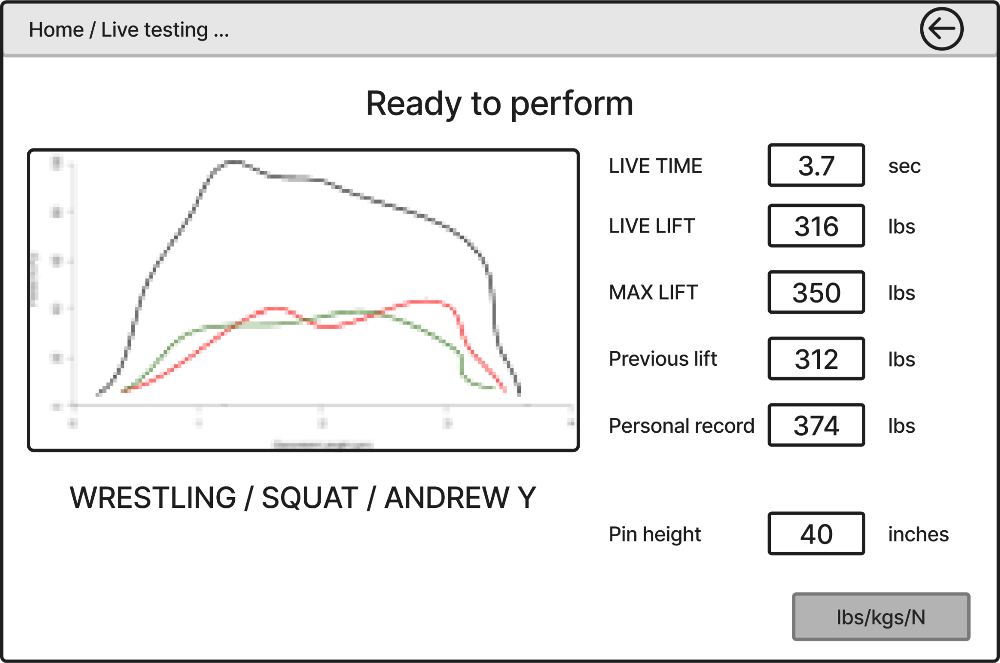 Home / Live testing ...
Ready to perform
LIVE TIME 3.7 sec
LIVE LIFT 316 lbs
MAX LIFT 350 lbs
Previous lift 312 lbs
Personal record 374 lbs
WRESTLING / SQUAT / ANDREW Y
Pin height 40 inches
lbs/kgs/N